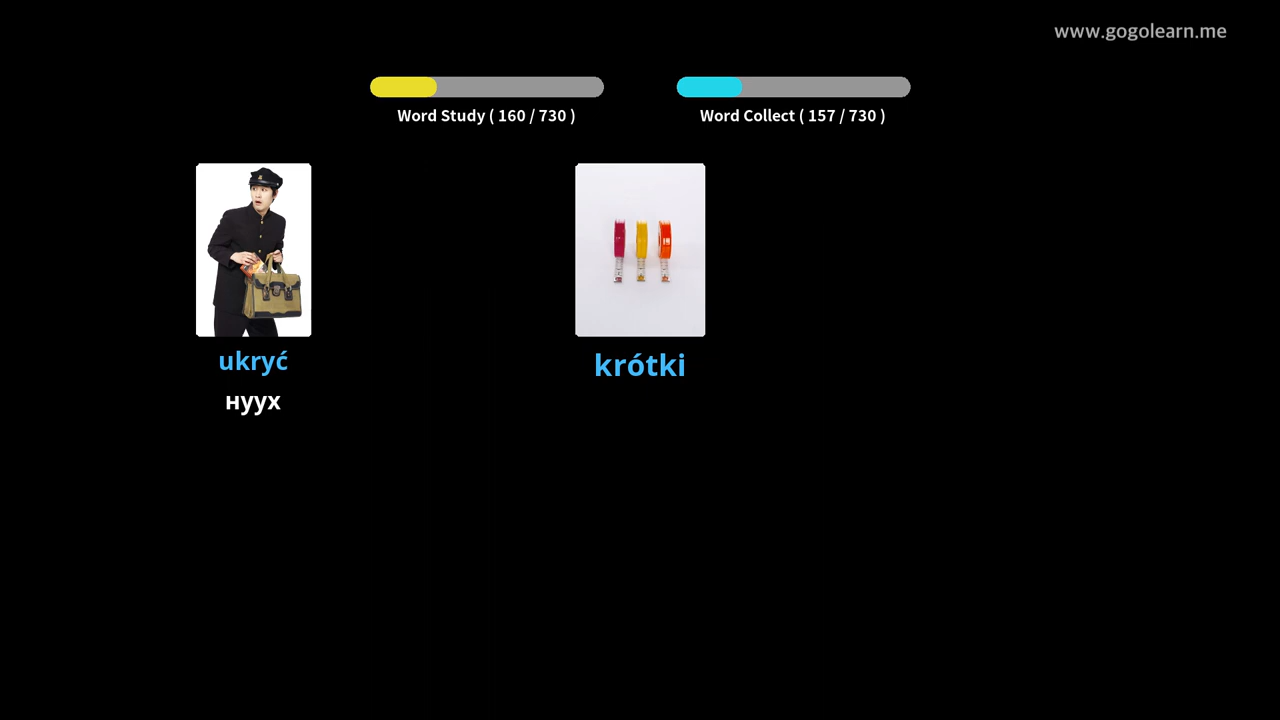 www.gogolearn.me
Word Study ( 160 / 730 )
Word Collect ( 157 / 730 )
ukryć
нуух
krótki